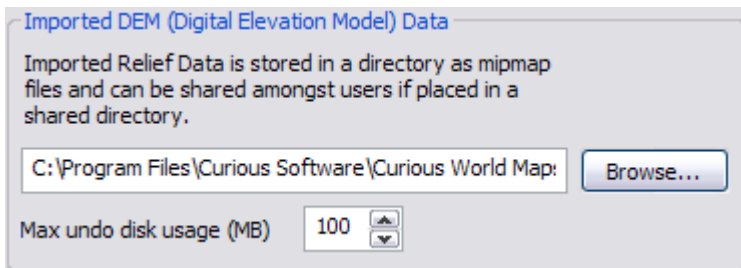 Imported DEM (Digital Elevation Model) Data
Imported Relief Data is stored in a directory as mipmap
files and can be shared amongst users if placed in a
shared directory.
C:\Program Files\Curious Software\Curious World Maps
Browse...
Max undo disk usage (MB) 100